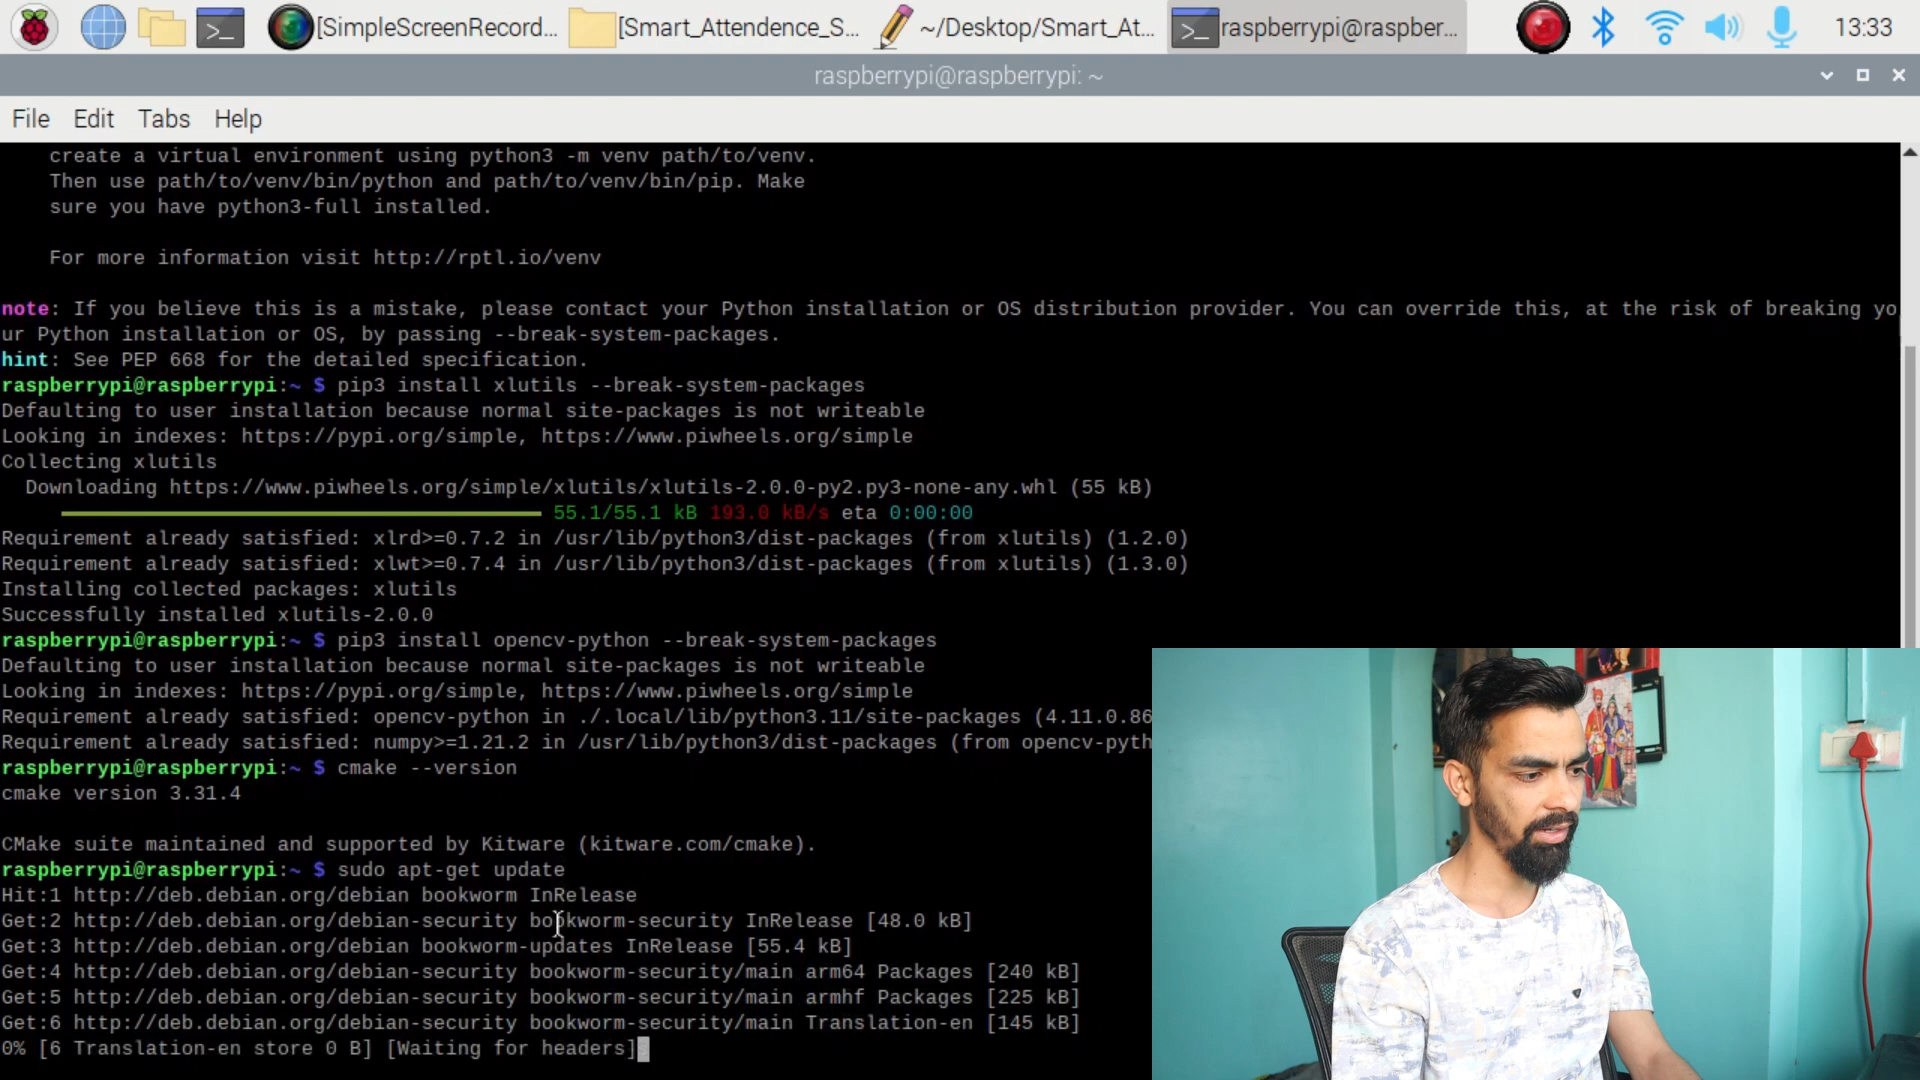 [SimpleScreenRecord... [Smart_Attendence_S... ~/Desktop/Smart_At... raspberrypi@raspber... 13:33
raspberrypi@raspberrypi: ~
File Edit Tabs Help
create a virtual environment using python3 -m venv path/to/venv.
Then use path/to/venv/bin/python and path/to/venv/bin/pip. Make
sure you have python3-full installed.
For more information visit http://rptl.io/venv
note: If you believe this is a mistake, please contact your Python installation or OS distribution provider. You can override this, at the risk of breaking yo
ur Python installation or OS, by passing --break-system-packages.
hint: See PEP 668 for the detailed specification.
raspberrypi@raspberrypi:~ $ pip3 install xlutils --break-system-packages
Defaulting to user installation because normal site-packages is not writeable
Looking in indexes: https://pypi.org/simple, https://www.piwheels.org/simple
Collecting xlutils
Downloading https://www.piwheels.org/simple/xlutils/xlutils-2.0.0-py2.py3-none-any.whl (55 kB)
55.1/55.1 kB 193.0 kB/s eta 0:00:00
Requirement already satisfied: xlrd>=0.7.2 in /usr/lib/python3/dist-packages (from xlutils) (1.2.0)
Requirement already satisfied: xlwt>=0.7.4 in /usr/lib/python3/dist-packages (from xlutils) (1.3.0)
Installing collected packages: xlutils
Successfully installed xlutils-2.0.0
raspberrypi@raspberrypi:~ $ pip3 install opencv-python --break-system-packages
Defaulting to user installation because normal site-packages is not writeable
Looking in indexes: https://pypi.org/simple, https://www.piwheels.org/simple
Requirement already satisfied: opencv-python in ./.local/lib/python3.11/site-packages (4.11.0.86
Requirement already satisfied: numpy>=1.21.2 in /usr/lib/python3/dist-packages (from opencv-pyth
raspberrypi@raspberrypi:~ $ cmake --version
cmake version 3.31.4
CMake suite maintained and supported by Kitware (kitware.com/cmake).
raspberrypi@raspberrypi:~ $ sudo apt-get update
Hit:1 http://deb.debian.org/debian bookworm InRelease
Get:2 http://deb.debian.org/debian-security bookworm-security InRelease [48.0 kB]
Get:3 http://deb.debian.org/debian bookworm-updates InRelease [55.4 kB]
Get:4 http://deb.debian.org/debian-security bookworm-security/main arm64 Packages [240 kB]
Get:5 http://deb.debian.org/debian-security bookworm-security/main armhf Packages [225 kB]
Get:6 http://deb.debian.org/debian-security bookworm-security/main Translation-en [145 kB]
0% [6 Translation-en store 0 B] [Waiting for headers]